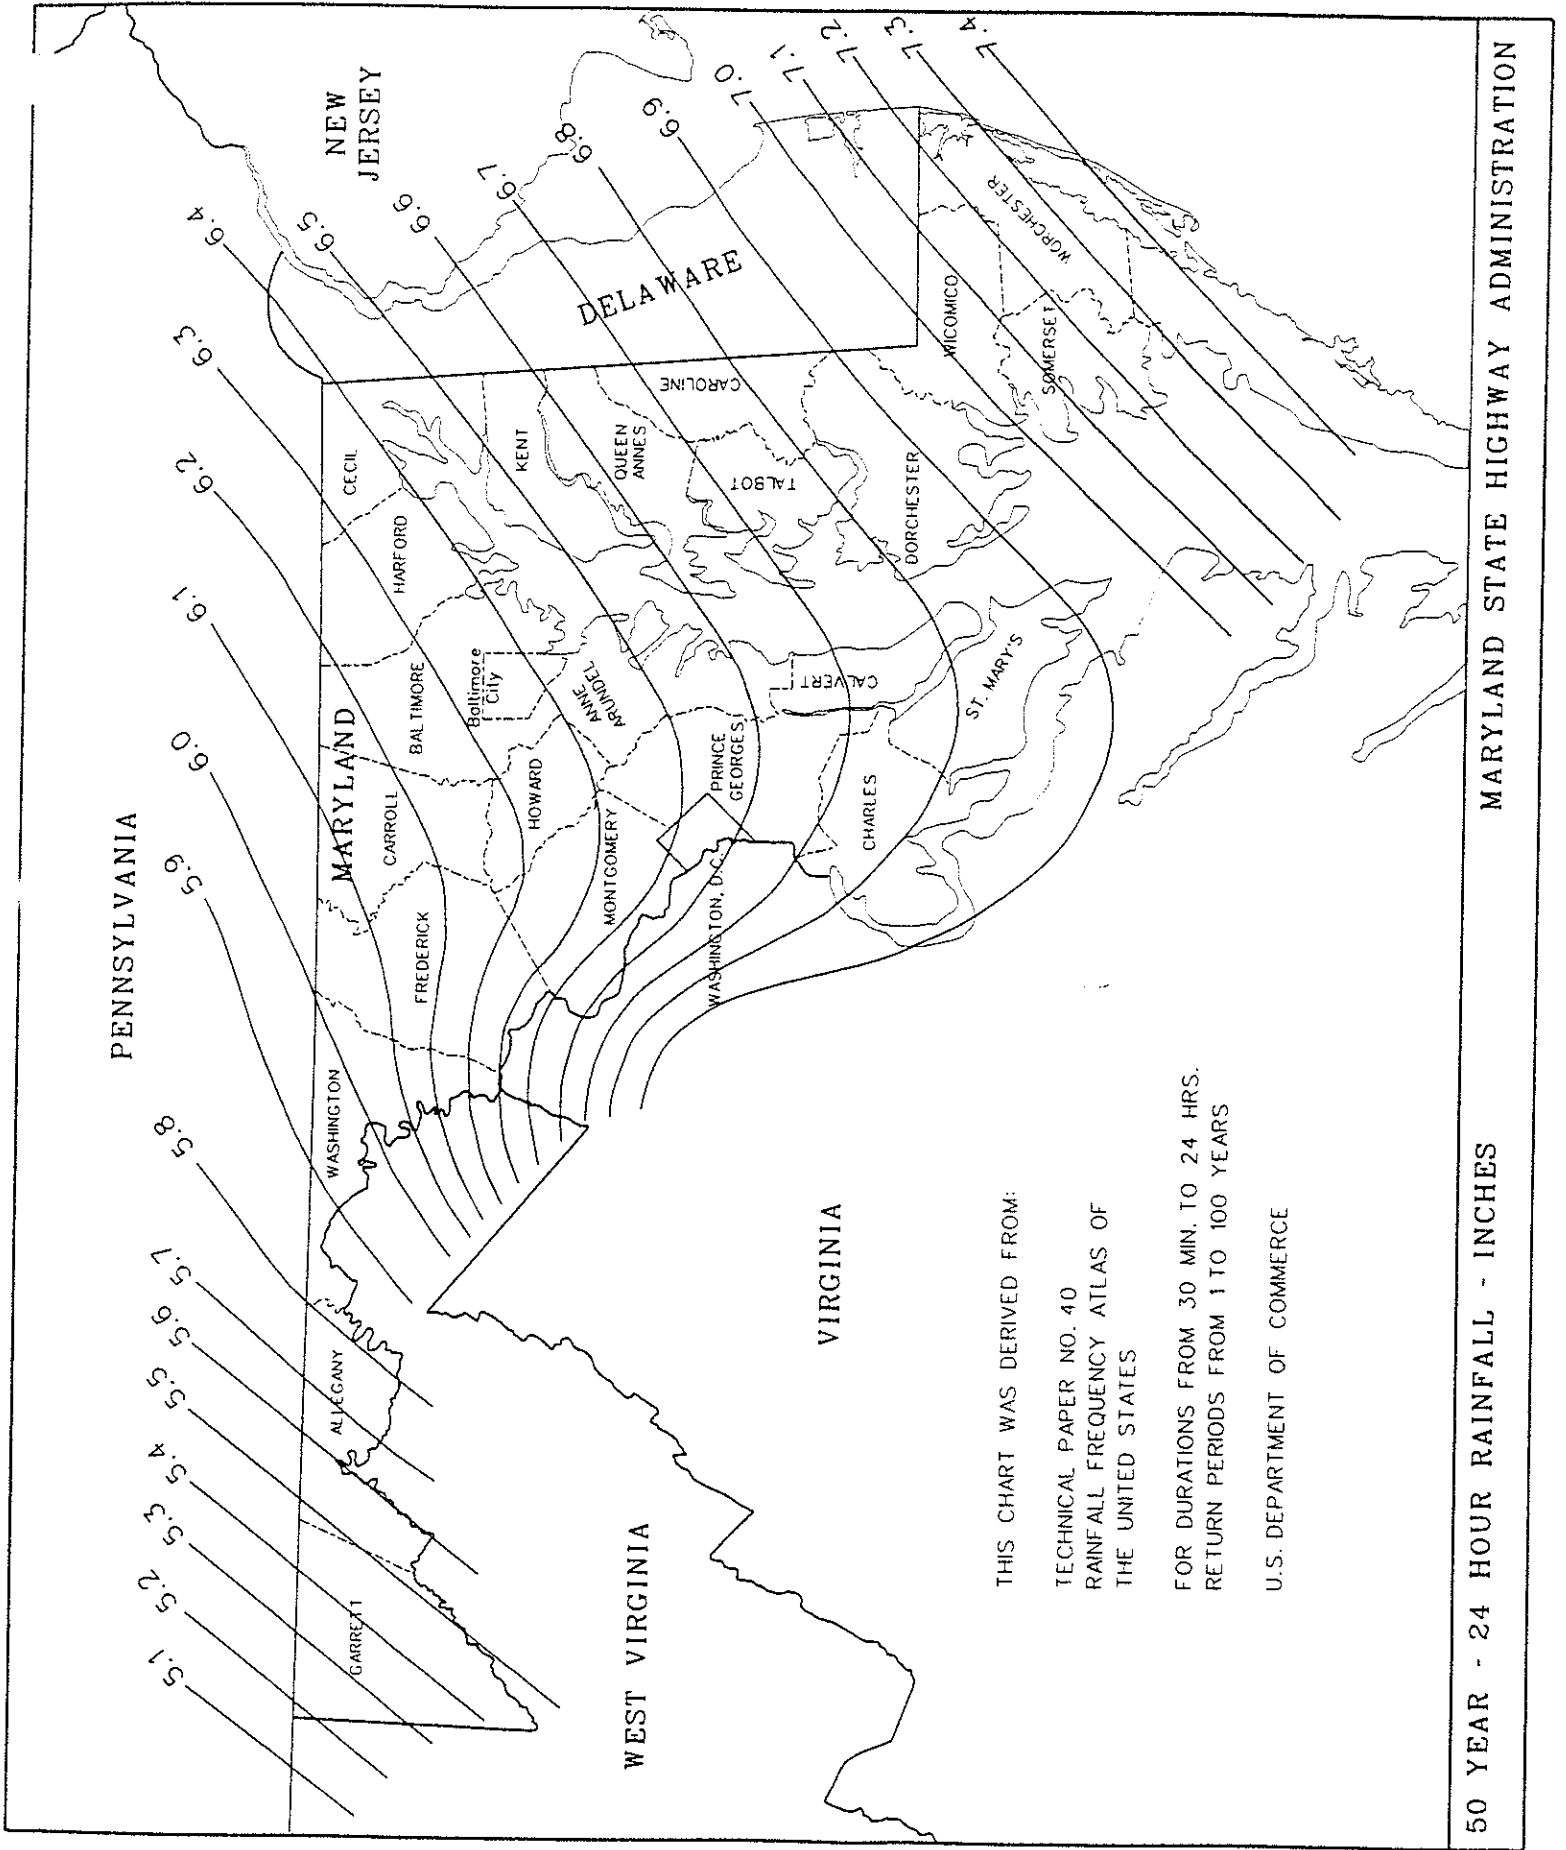 PENNSYLVANIA
NEW
JERSEY
5.1
5.2
5.3
5.4
5.5
5.6
5.7
5.8
5.9
6.0
6.1
6.2
6.3
6.4
6.5
6.6
6.7
6.8
6.9
7.0
7.1
7.2
7.3
7.4
MARYLAND
GARRETT
ALLEGANY
WASHINGTON
FREDERICK
CARROLL
BALTIMORE
HARFORD
CECIL
Baltimore
City
HOWARD
KENT
MONTGOMERY
ANNE
ARUNDEL
QUEEN
ANNES
DELAWARE
WASHINGTON, D.C.
PRINCE
GEORGES
TALBOT
CAROLINE
CALVERT
CHARLES
DORCHESTER
WICOMICO
ST. MARY'S
SOMERSET
WORCHESTER
WEST VIRGINIA
VIRGINIA
THIS CHART WAS DERIVED FROM:
TECHNICAL PAPER NO. 40
RAINFALL FREQUENCY ATLAS OF
THE UNITED STATES
FOR DURATIONS FROM 30 MIN. TO 24 HRS.
RETURN PERIODS FROM 1 TO 100 YEARS
U.S. DEPARTMENT OF COMMERCE
50 YEAR - 24 HOUR RAINFALL - INCHES
MARYLAND STATE HIGHWAY ADMINISTRATION